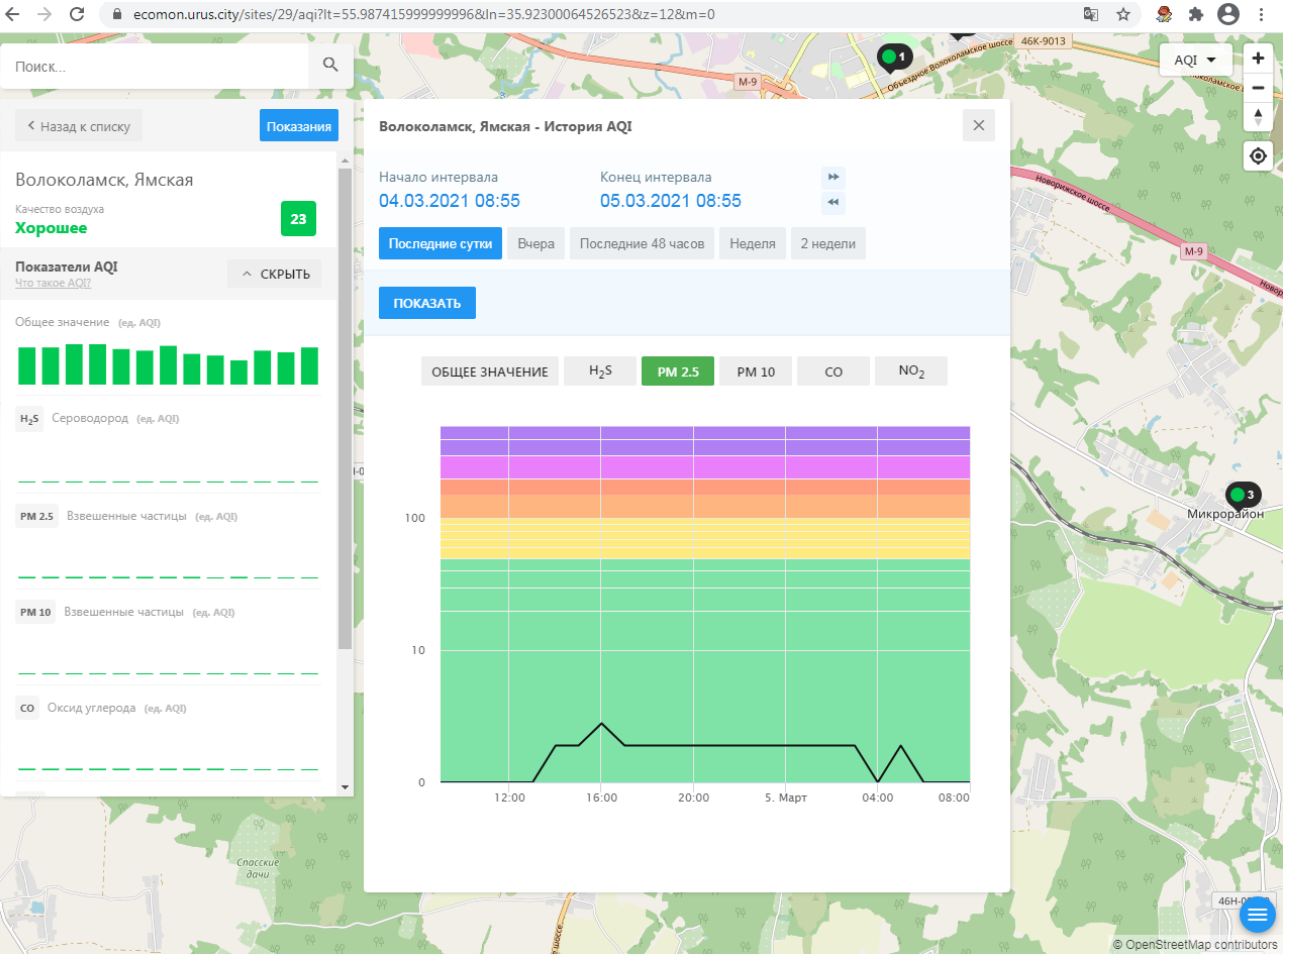 ecomon.urus.city/sites/29/aqi?lt=55.987415999999996&ln=35.92300064526523&z=12&m=0
Поиск...
Назад к списку
Показания
Волоколамск, Ямская
Качество воздуха
Хорошее
23
Показатели AQI
Что такое AQI?
СКРЫТЬ
Общее значение (ед. AQI)
H2S Сероводород (ед. AQI)
PM 2.5 Взвешенные частицы (ед. AQI)
PM 10 Взвешенные частицы (ед. AQI)
CO Оксид углерода (ед. AQI)
Волоколамск, Ямская - История AQI
Начало интервала
04.03.2021 08:55
Конец интервала
05.03.2021 08:55
Последние сутки
Вчера
Последние 48 часов
Неделя
2 недели
ПОКАЗАТЬ
ОБЩЕЕ ЗНАЧЕНИЕ
H2S
PM 2.5
PM 10
CO
NO2
100
10
0
12:00
16:00
20:00
5. Март
04:00
08:00
М-9
1
Объездное Волоколамское шоссе
46К-9013
AQI
Новорижское шоссе
М-9
3
Микрорайон
Спасские
дачи
© OpenStreetMap contributors